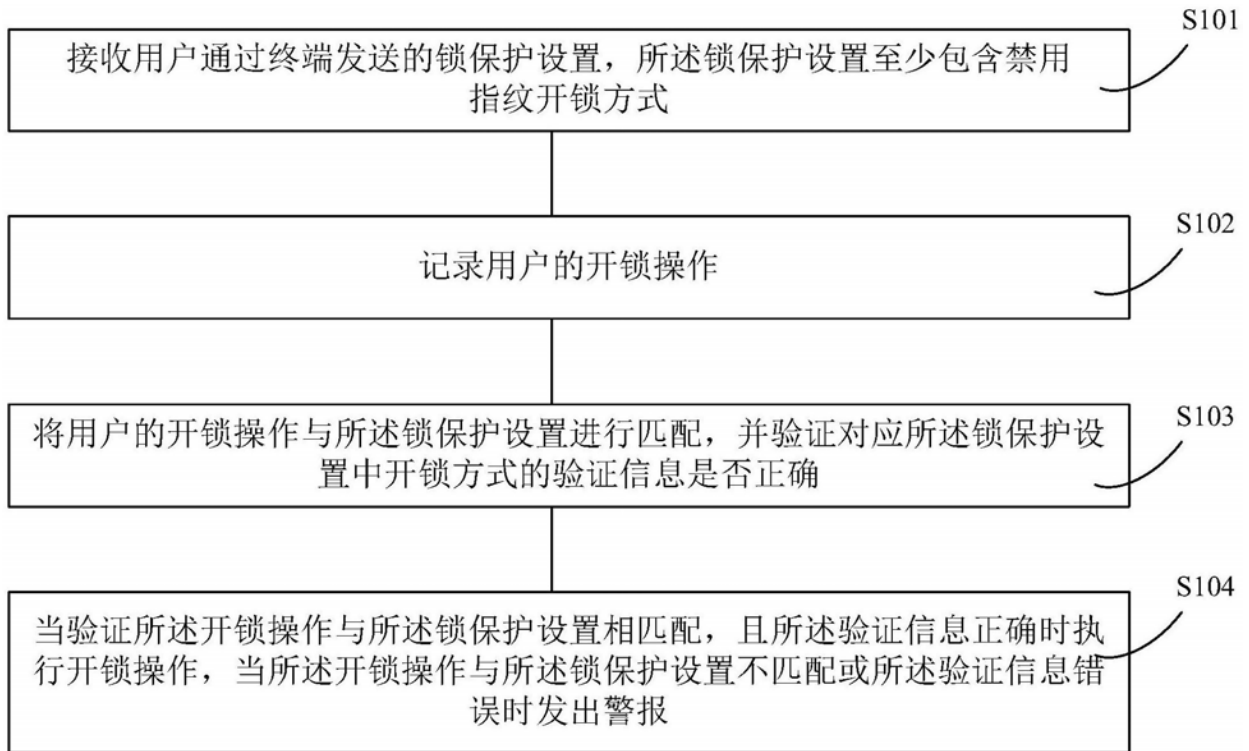 S101
接收用户通过终端发送的锁保护设置，所述锁保护设置至少包含禁用
指纹开锁方式
S102
记录用户的开锁操作
S103
将用户的开锁操作与所述锁保护设置进行匹配，并验证对应所述锁保护设
置中开锁方式的验证信息是否正确
S104
当验证所述开锁操作与所述锁保护设置相匹配，且所述验证信息正确时执
行开锁操作，当所述开锁操作与所述锁保护设置不匹配或所述验证信息错
误时发出警报